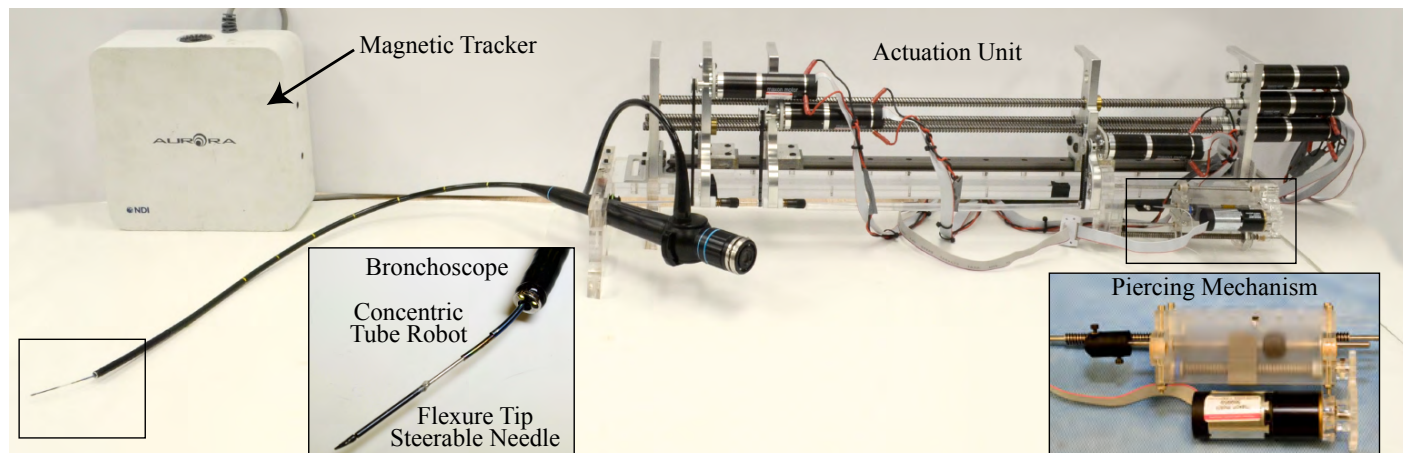 Magnetic Tracker
Actuation Unit
AURORA
NDI
Bronchoscope
Concentric
Tube Robot
Flexure Tip
Steerable Needle
Piercing Mechanism